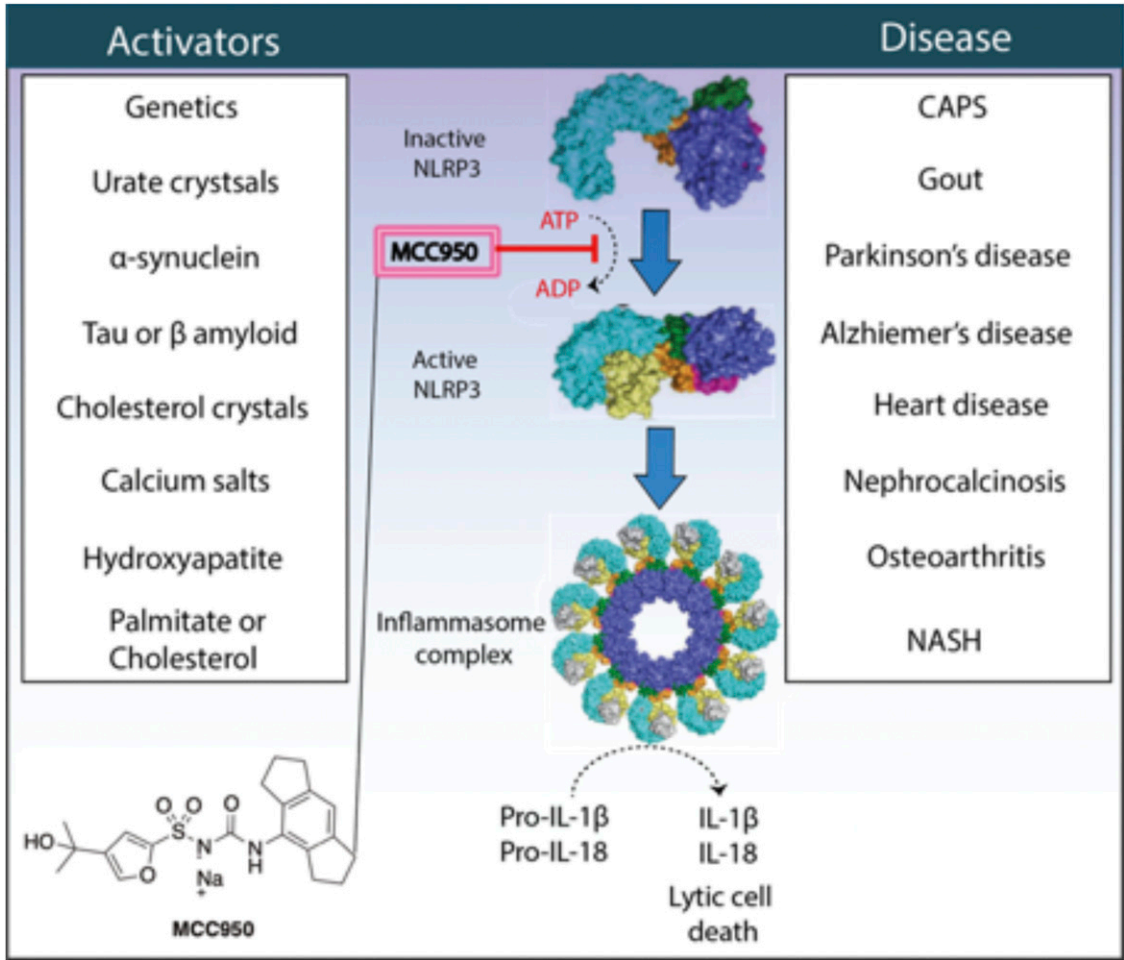 Activators
Disease
Genetics
Urate crystsals
α-synuclein
Tau or β amyloid
Cholesterol crystals
Calcium salts
Hydroxyapatite
Palmitate or
Cholesterol
Inactive
NLRP3
ATP
MCC950
ADP
Active
NLRP3
Inflammasome
complex
Pro-IL-1β
Pro-IL-18
IL-1β
IL-18
Lytic cell
death
CAPS
Gout
Parkinson's disease
Alzhiemer's disease
Heart disease
Nephrocalcinosis
Osteoarthritis
NASH
O O
O
HO
S
N
N
H
O
Na
+
MCC950